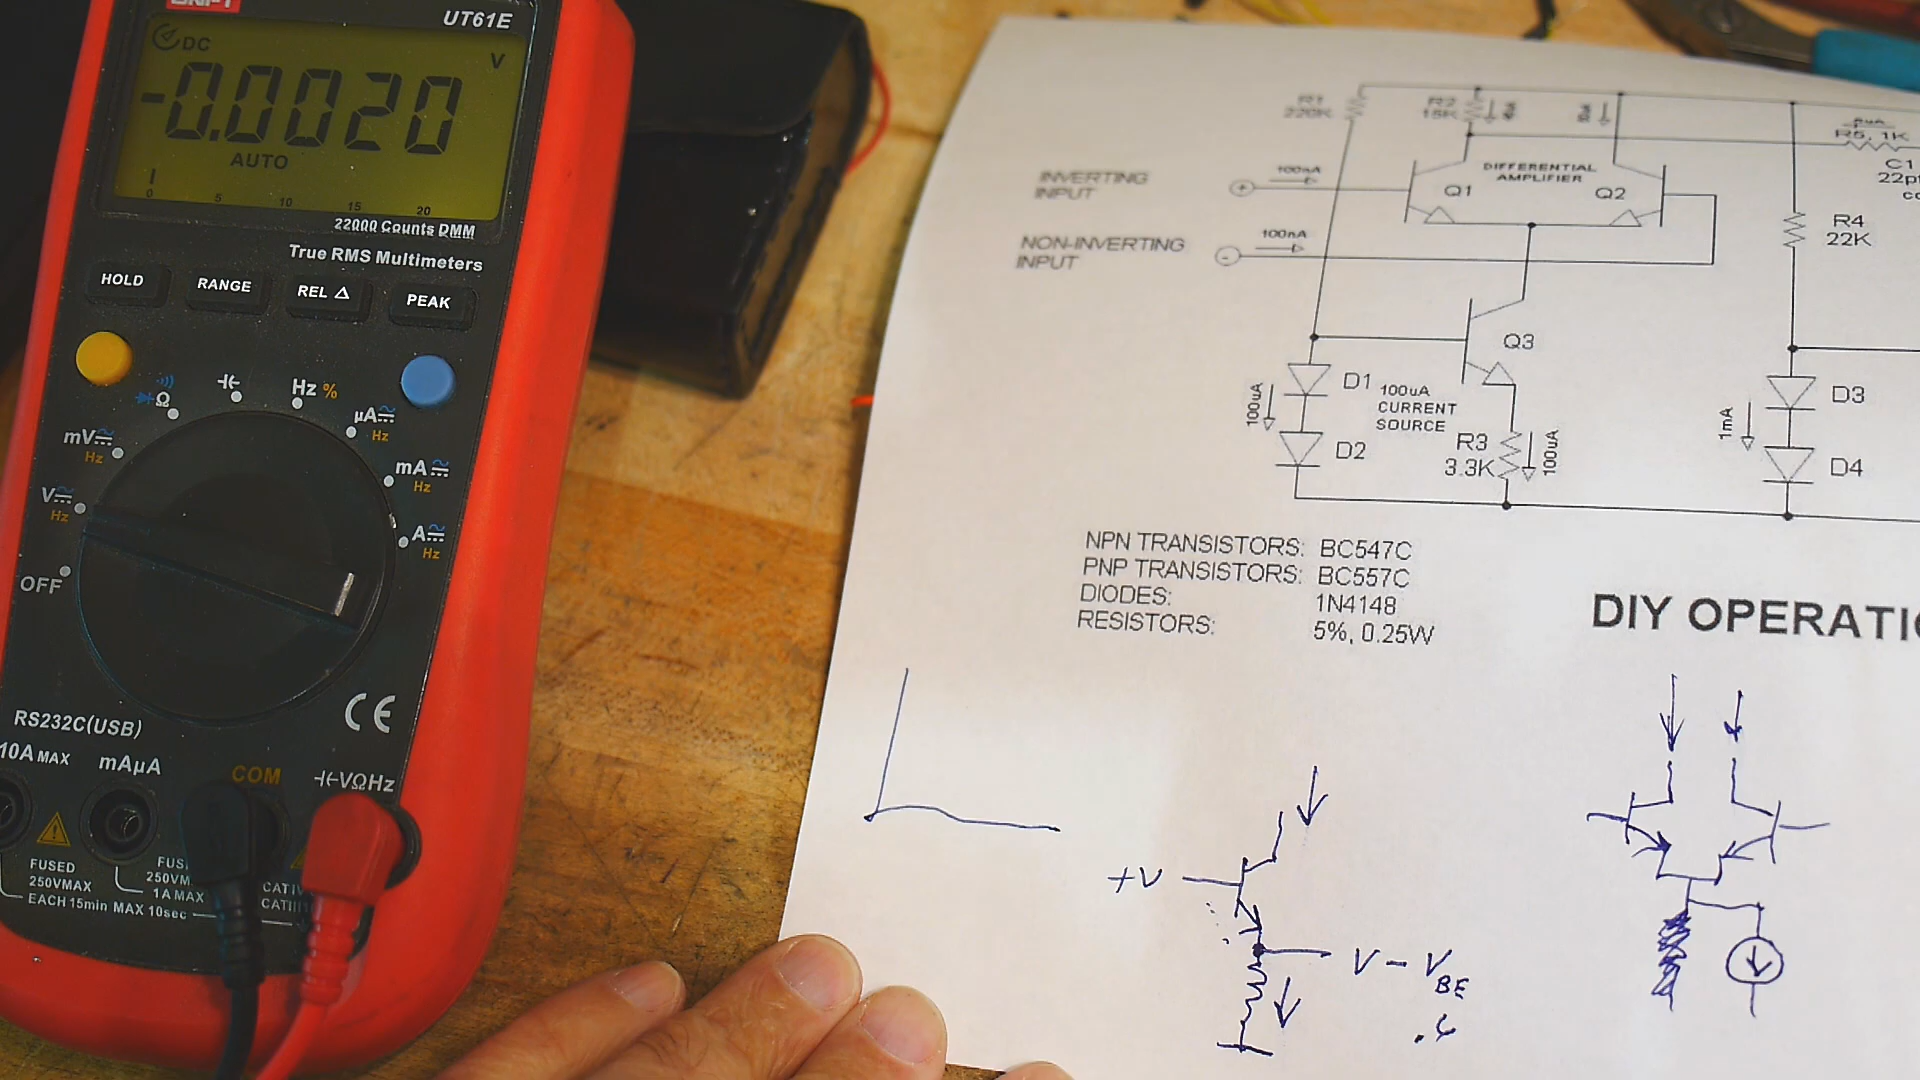 UNI-T
UT61E
DC
V
-0.0020
AUTO
0 5 10 15 20
22000 Counts DMM
True RMS Multimeters
HOLD RANGE REL △ PEAK
Hz %
Ω
µA
Hz
mV
Hz
mA
Hz
V
Hz
A
Hz
OFF
RS232C(USB)
CE
10A MAX mAµA COM VΩHz
FUSED
250VMAX
1A MAX
EACH 15min MAX 10sec
R1
220K
R2
15K
R5, 1K
C1
INVERTING
INPUT
+
100nA
Q1
DIFFERENTIAL
AMPLIFIER
Q2
NON-INVERTING
INPUT
-
100nA
R4
22K
Q3
D1
100uA
100uA
CURRENT
SOURCE
D2
R3
3.3K
100uA
1mA
D3
D4
NPN TRANSISTORS: BC547C
PNP TRANSISTORS: BC557C
DIODES: 1N4148
RESISTORS: 5%, 0.25W
DIY OPERATI
+V
V - VBE
.6